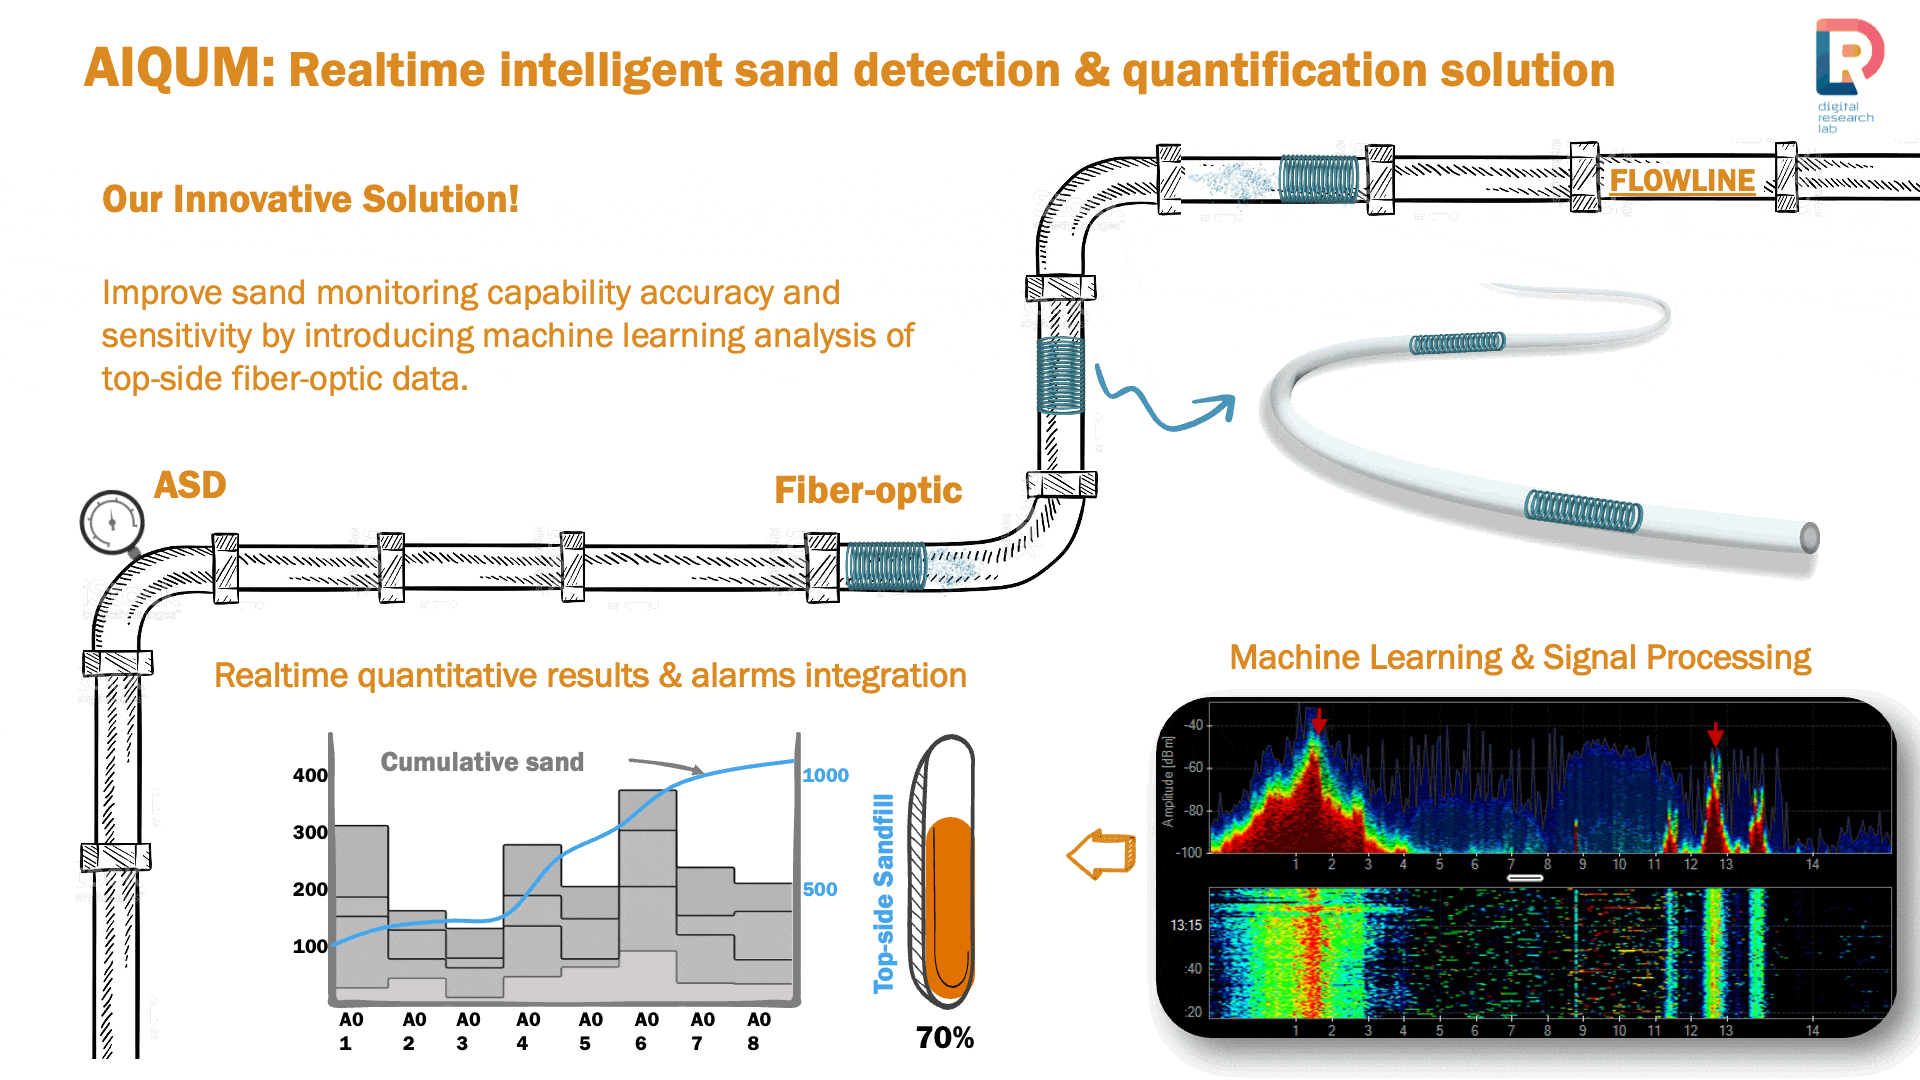 AIQUM: Realtime intelligent sand detection & quantification solution
digital
research
lab
Our Innovative Solution!
FLOWLINE
Improve sand monitoring capability accuracy and
sensitivity by introducing machine learning analysis of
top-side fiber-optic data.
ASD
Fiber-optic
Realtime quantitative results & alarms integration
Machine Learning & Signal Processing
Cumulative sand
400
300
200
100
1000
500
A0 1
A0 2
A0 3
A0 4
A0 5
A0 6
A0 7
A0 8
Top-side Sandfill
70%
Amplitude [dBm]
-40
-60
-80
-100
1 2 3 4 5 6 7 8 9 10 11 12 13 14
13:15
:40
:20
1 2 3 4 5 6 7 8 9 10 11 12 13 14